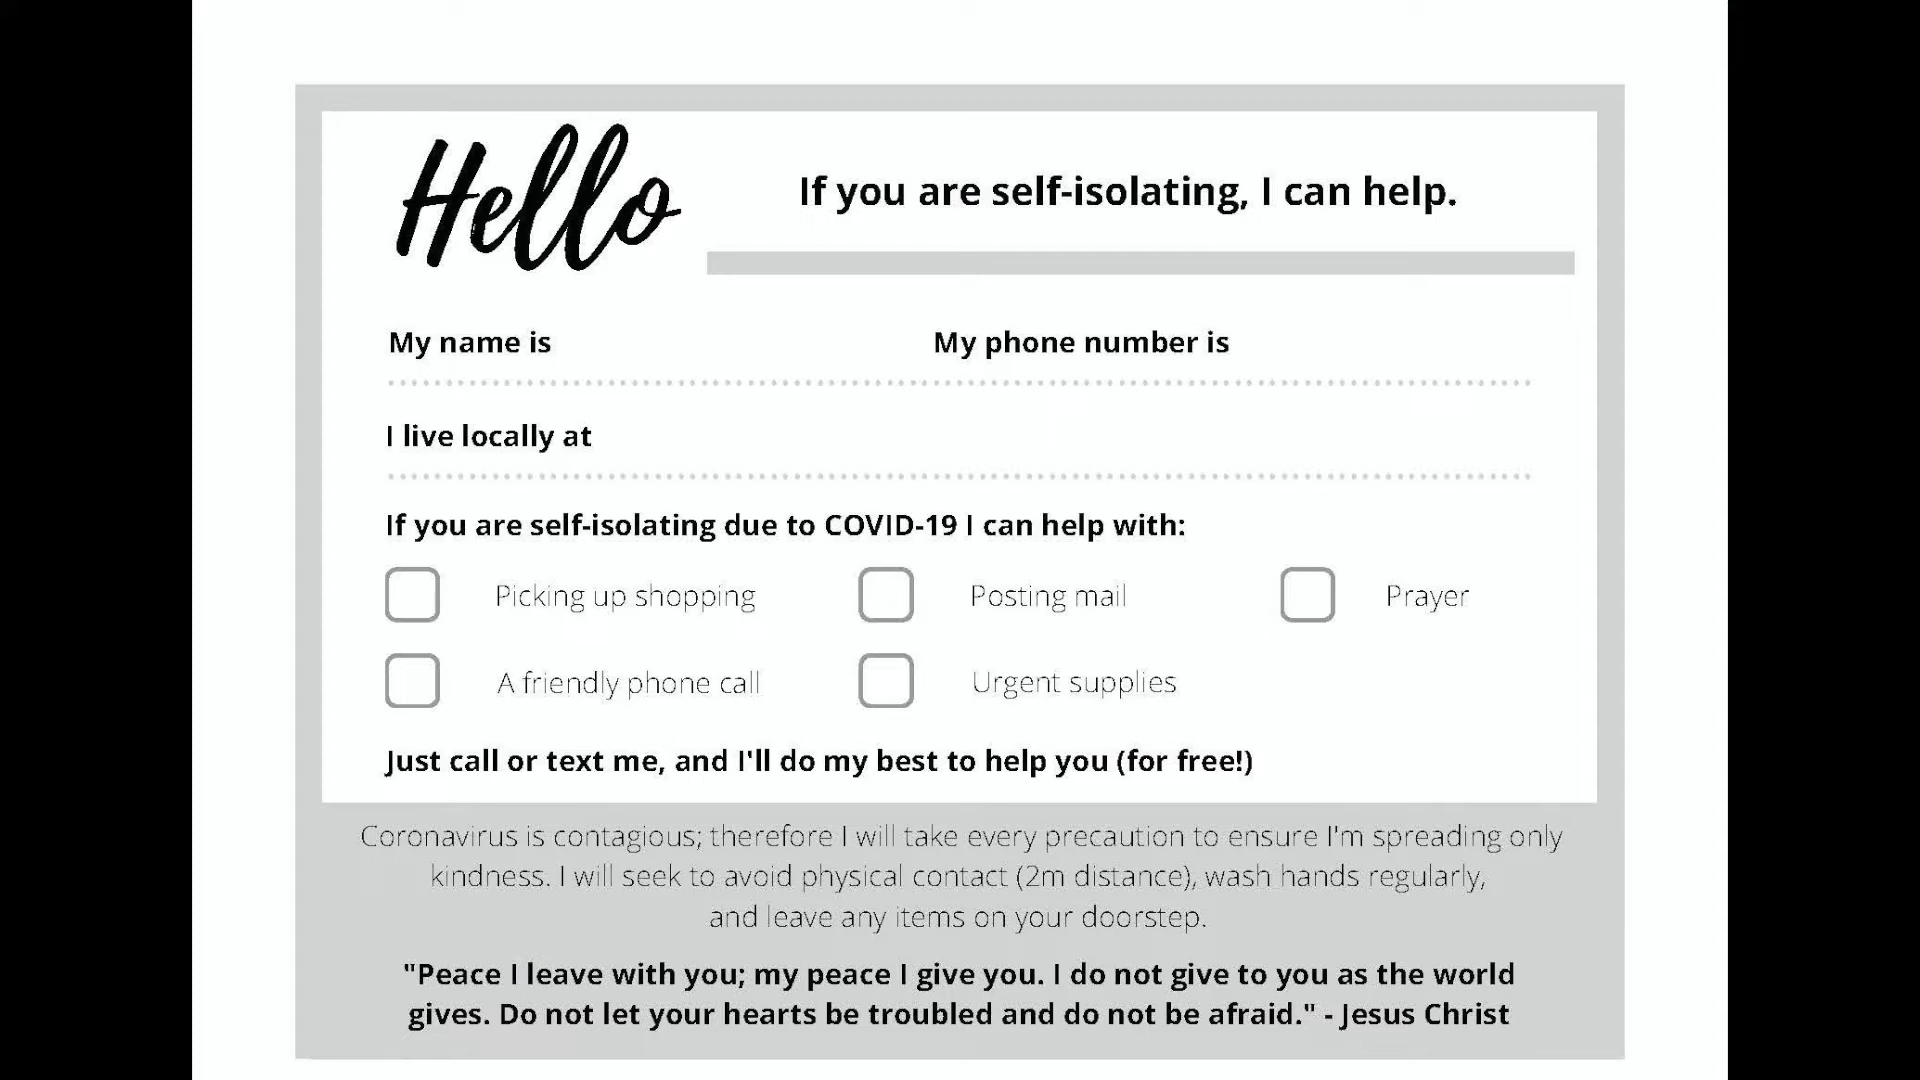 Hello
If you are self-isolating, I can help.
My name is
My phone number is
I live locally at
If you are self-isolating due to COVID-19 I can help with:
Picking up shopping
Posting mail
Prayer
A friendly phone call
Urgent supplies
Just call or text me, and I'll do my best to help you (for free!)
Coronavirus is contagious; therefore I will take every precaution to ensure I'm spreading only
kindness. I will seek to avoid physical contact (2m distance), wash hands regularly,
and leave any items on your doorstep.
"Peace I leave with you; my peace I give you. I do not give to you as the world
gives. Do not let your hearts be troubled and do not be afraid." - Jesus Christ